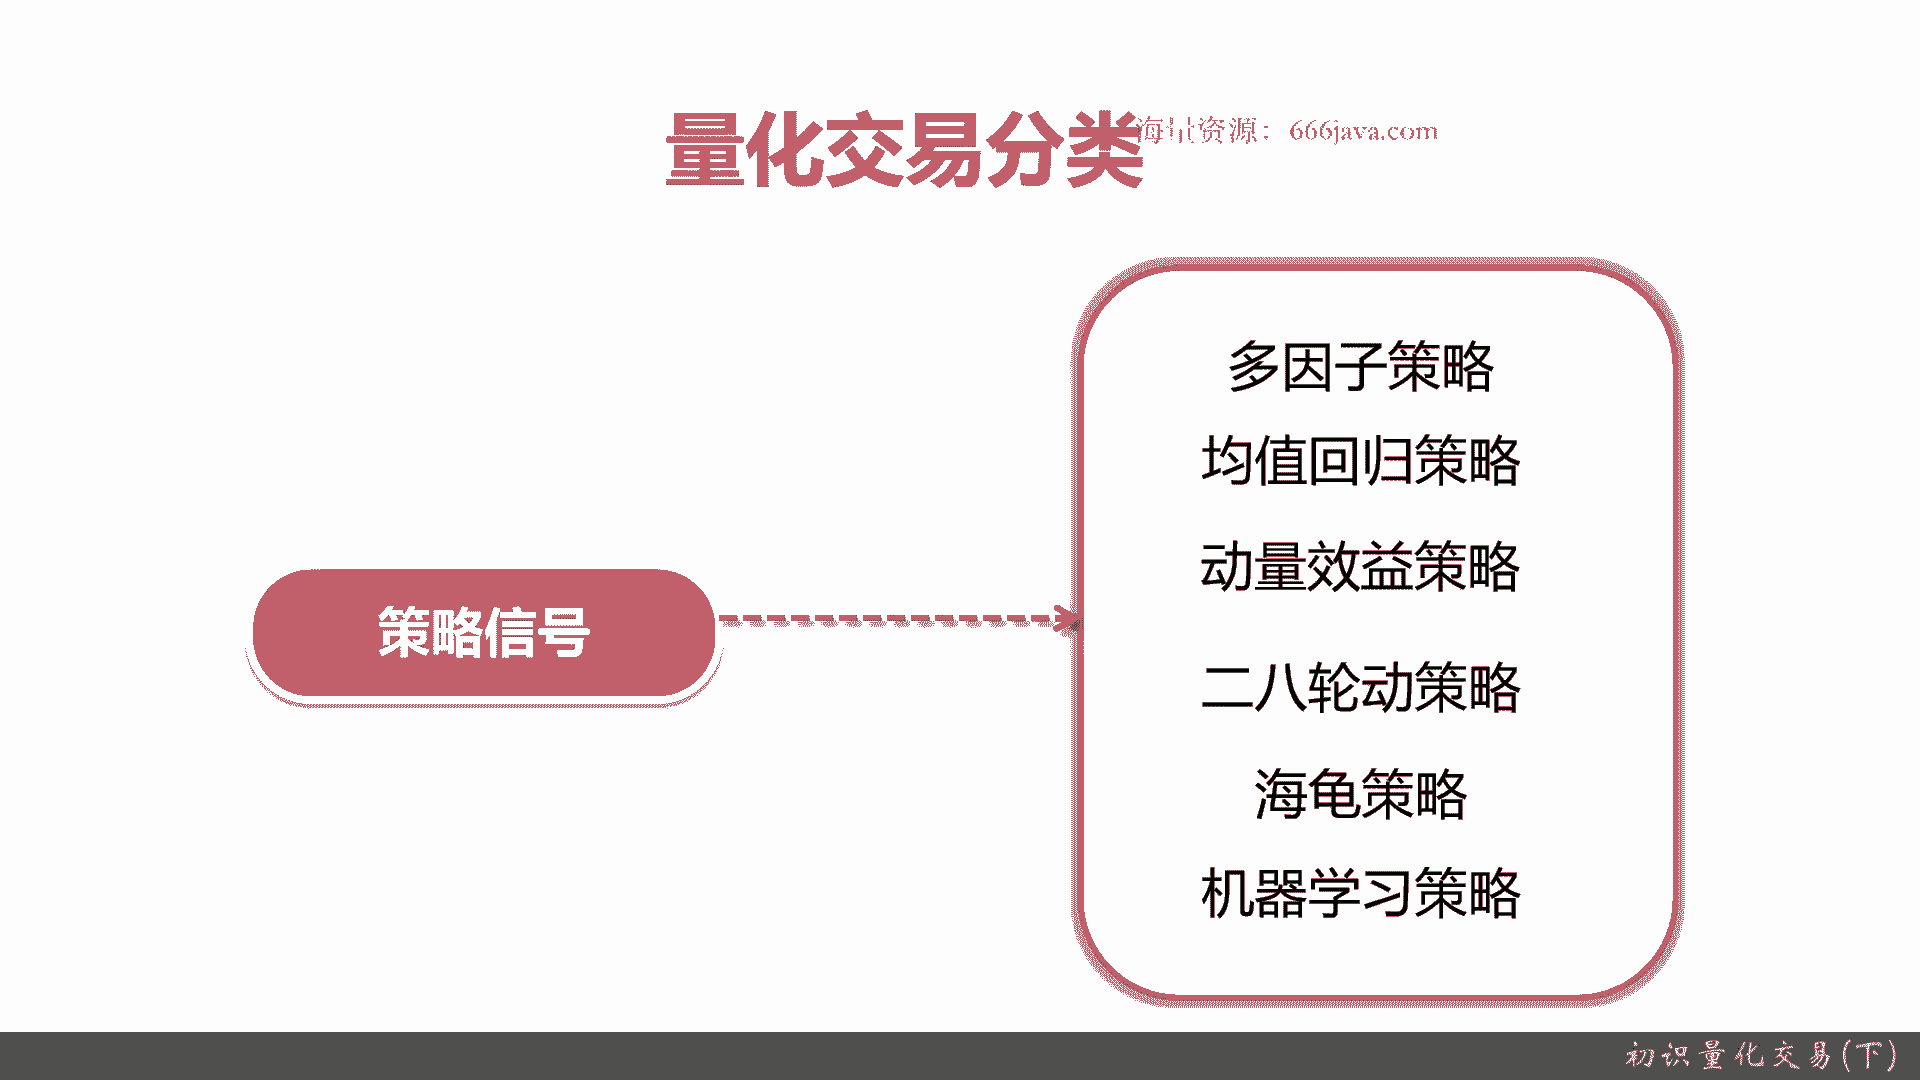 量化交易分类
海量资源：666java.com
策略信号
多因子策略
均值回归策略
动量效益策略
二八轮动策略
海龟策略
机器学习策略
初识量化交易(下)